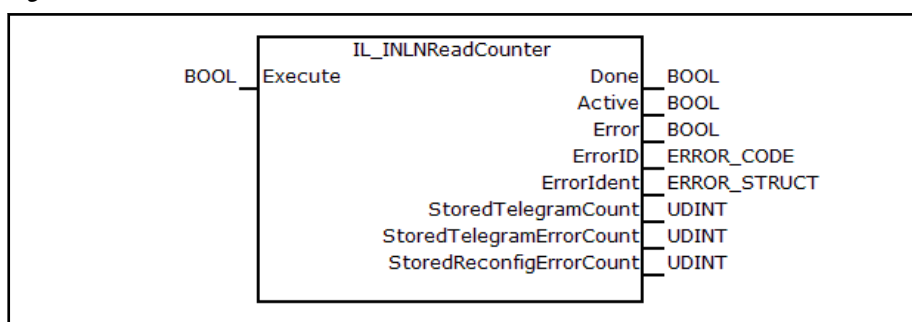 IL_INLNReadCounter
BOOL Execute Done BOOL
Active BOOL
Error BOOL
ErrorID ERROR_CODE
ErrorIdent ERROR_STRUCT
StoredTelegramCount UDINT
StoredTelegramErrorCount UDINT
StoredReconfigErrorCount UDINT